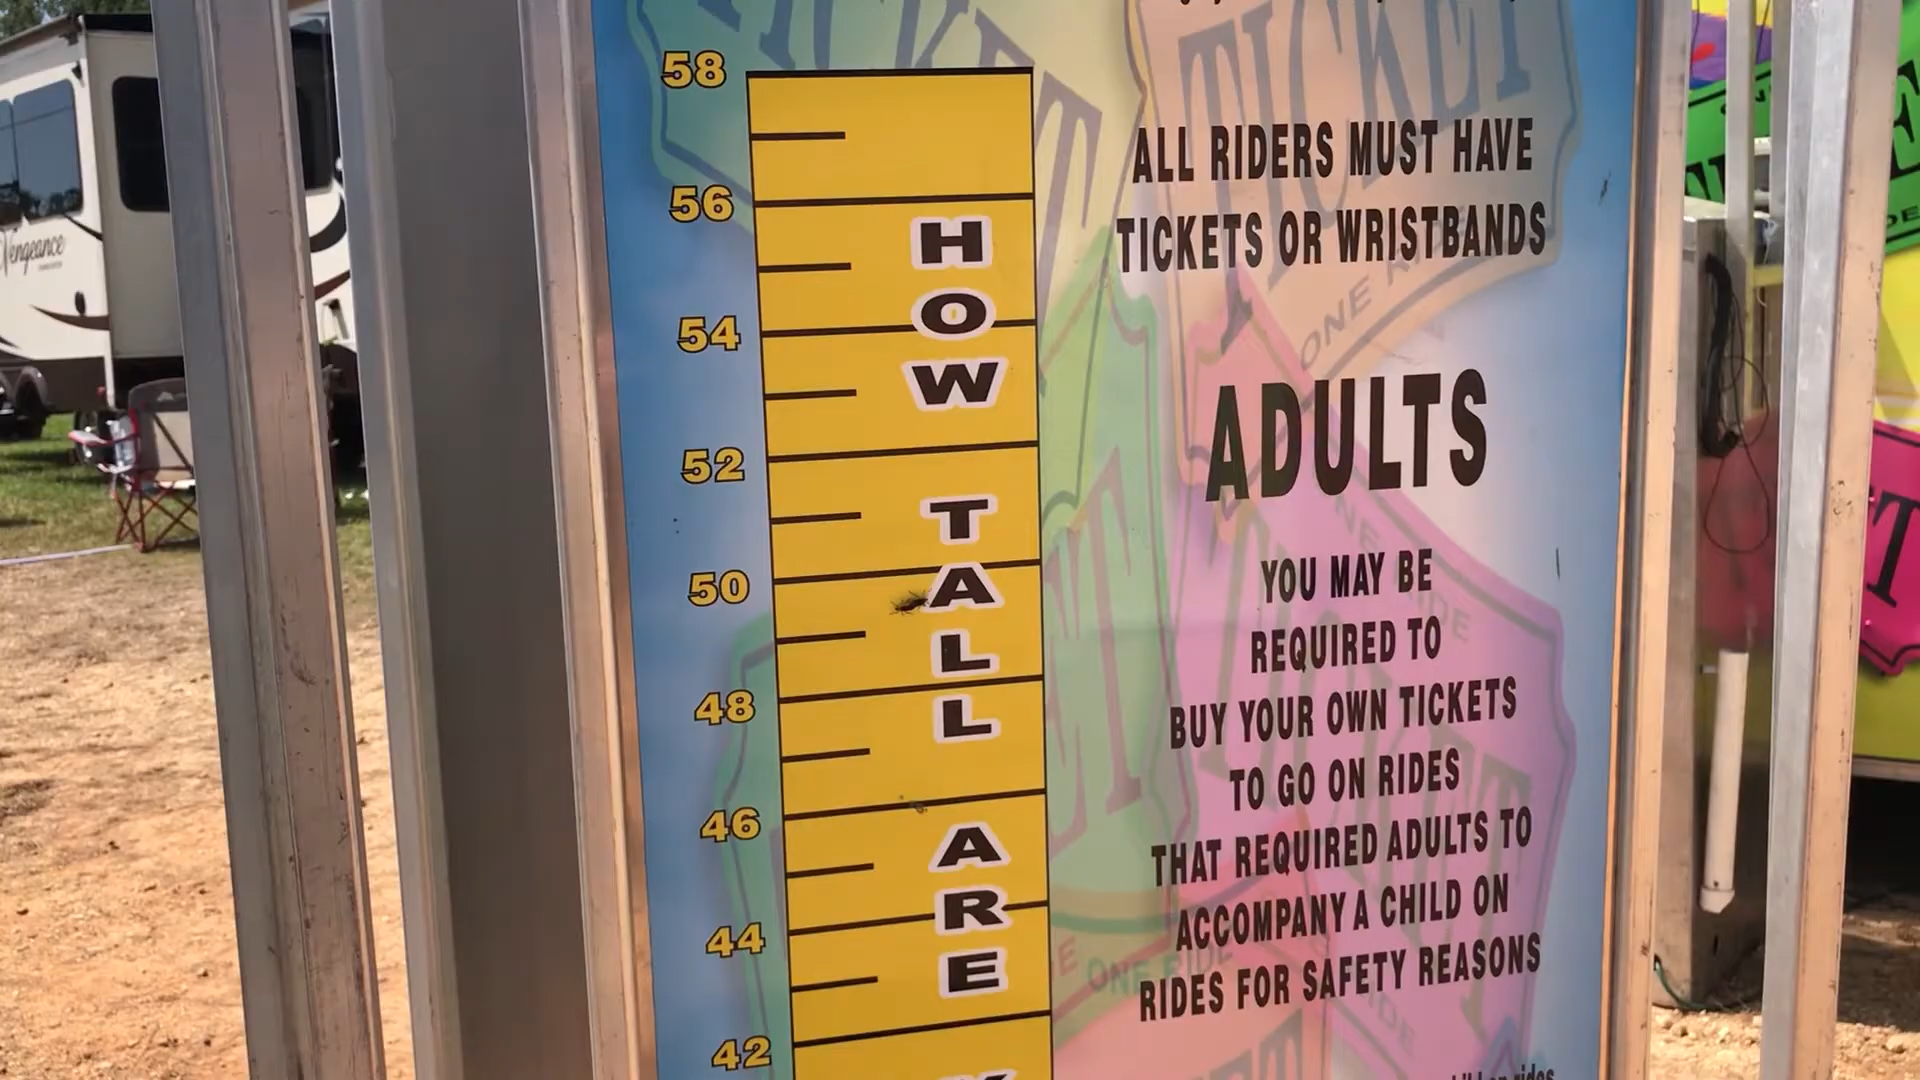 Vengeance
58
56
54
52
50
48
46
44
42
HOW
TALL
ARE
TICKET
TICKET
ALL RIDERS MUST HAVE
TICKETS OR WRISTBANDS
ADULTS
YOU MAY BE
REQUIRED TO
BUY YOUR OWN TICKETS
TO GO ON RIDES
THAT REQUIRED ADULTS TO
ACCOMPANY A CHILD ON
RIDES FOR SAFETY REASONS
ONE RIDE